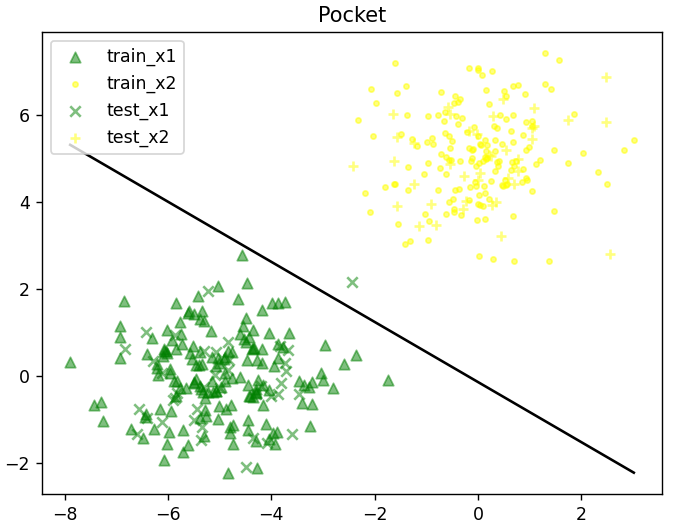 Pocket
train_x1
train_x2
test_x1
test_x2
6
4
2
0
−2
−8
−6
−4
−2
0
2